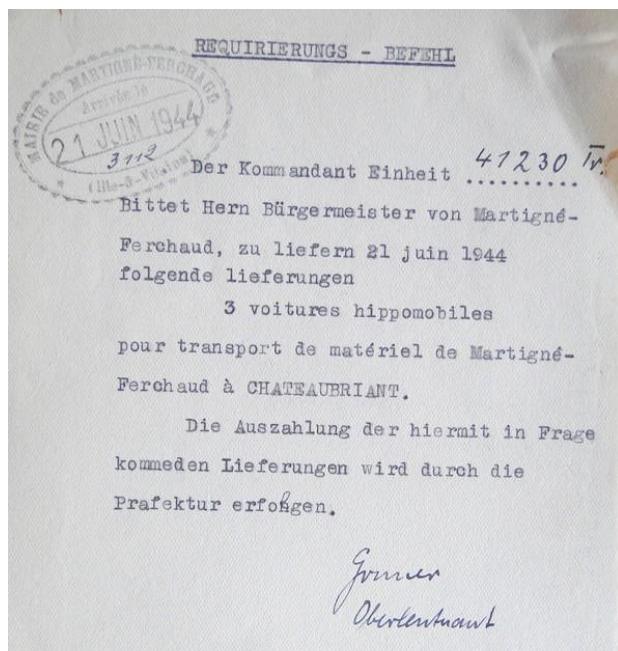 REQUIRIERUNGS - BEFEHL
MAIRIE de MARTIGNÉ-FERCHAUD
Arrivée le
21 JUIN 1944
3112
(Ille-&-Vilaine)
Der Kommandant Einheit 41230 Tr.
Bittet Hern Bürgermeister von Martigné-
Ferchaud, zu liefern 21 juin 1944
folgende lieferungen
3 voitures hippomobiles
pour transport de matériel de Martigné-
Ferchaud à CHATEAUBRIANT.
Die Auszahlung der hiermit in Frage
kommeden Lieferungen wird durch die
Prafektur erfolgen.
Oberleutnant